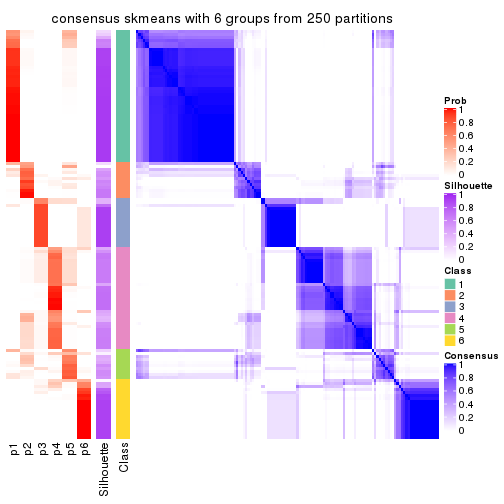 consensus skmeans with 6 groups from 250 partitions
Prob
1
0.8
0.6
0.4
0.2
0
Silhouette
1
0.8
0.6
0.4
0.2
0
Class
1
2
3
4
5
6
Consensus
1
0.8
0.6
0.4
0.2
0
p1
p2
p3
p4
p5
p6
Silhouette
Class